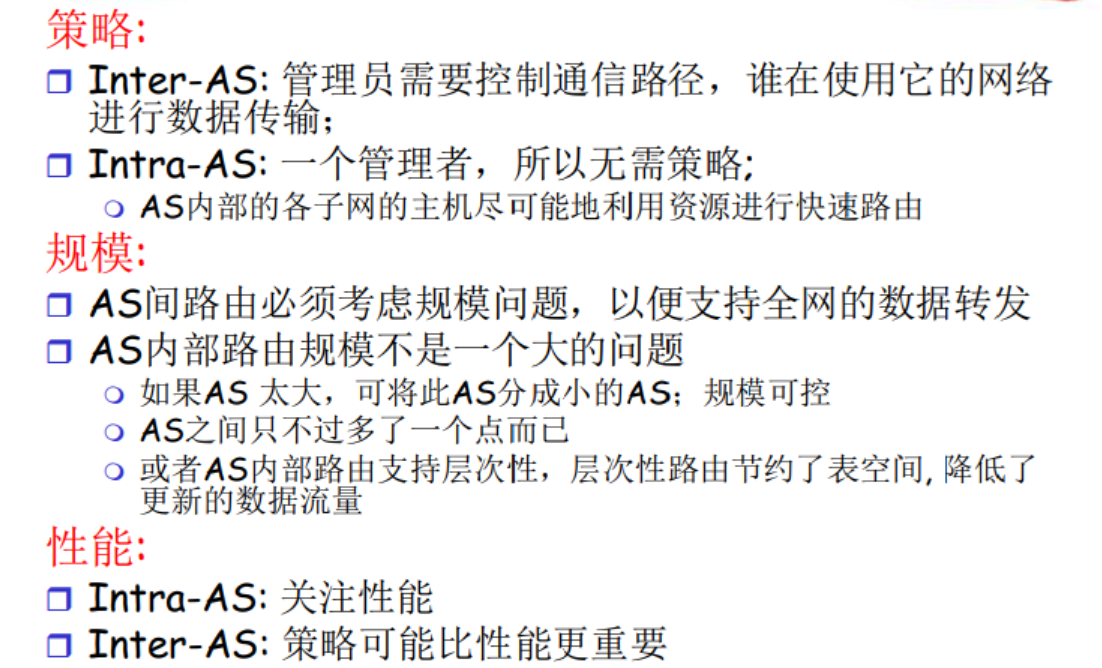 策略:
Inter-AS: 管理员需要控制通信路径，谁在使用它的网络
进行数据传输；
Intra-AS: 一个管理者，所以无需策略;
AS内部的各子网的主机尽可能地利用资源进行快速路由
规模:
AS间路由必须考虑规模问题，以便支持全网的数据转发
AS内部路由规模不是一个大的问题
如果AS 太大，可将此AS分成小的AS；规模可控
AS之间只不过多了一个点而已
或者AS内部路由支持层次性，层次性路由节约了表空间, 降低了
更新的数据流量
性能:
Intra-AS: 关注性能
Inter-AS: 策略可能比性能更重要